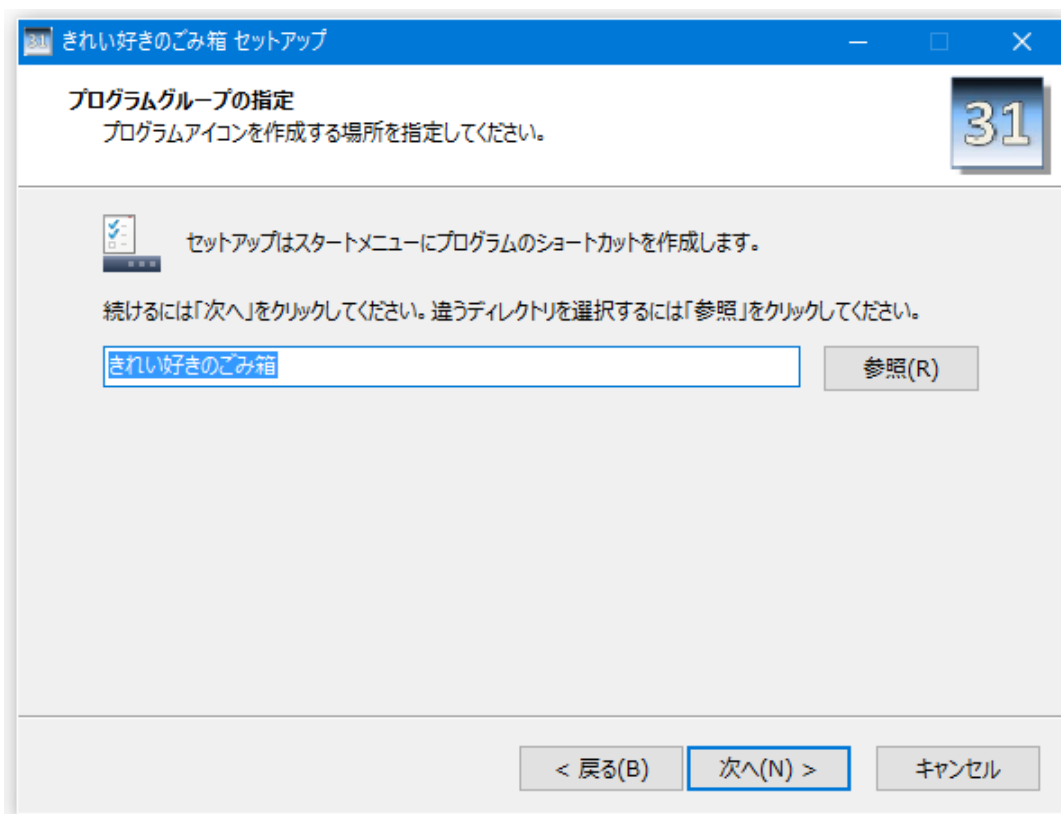 きれい好きのごみ箱 セットアップ
プログラムグループの指定
プログラムアイコンを作成する場所を指定してください。
31
セットアップはスタートメニューにプログラムのショートカットを作成します。
続けるには「次へ」をクリックしてください。違うディレクトリを選択するには「参照」をクリックしてください。
きれい好きのごみ箱
参照(R)
< 戻る(B)
次へ(N) >
キャンセル